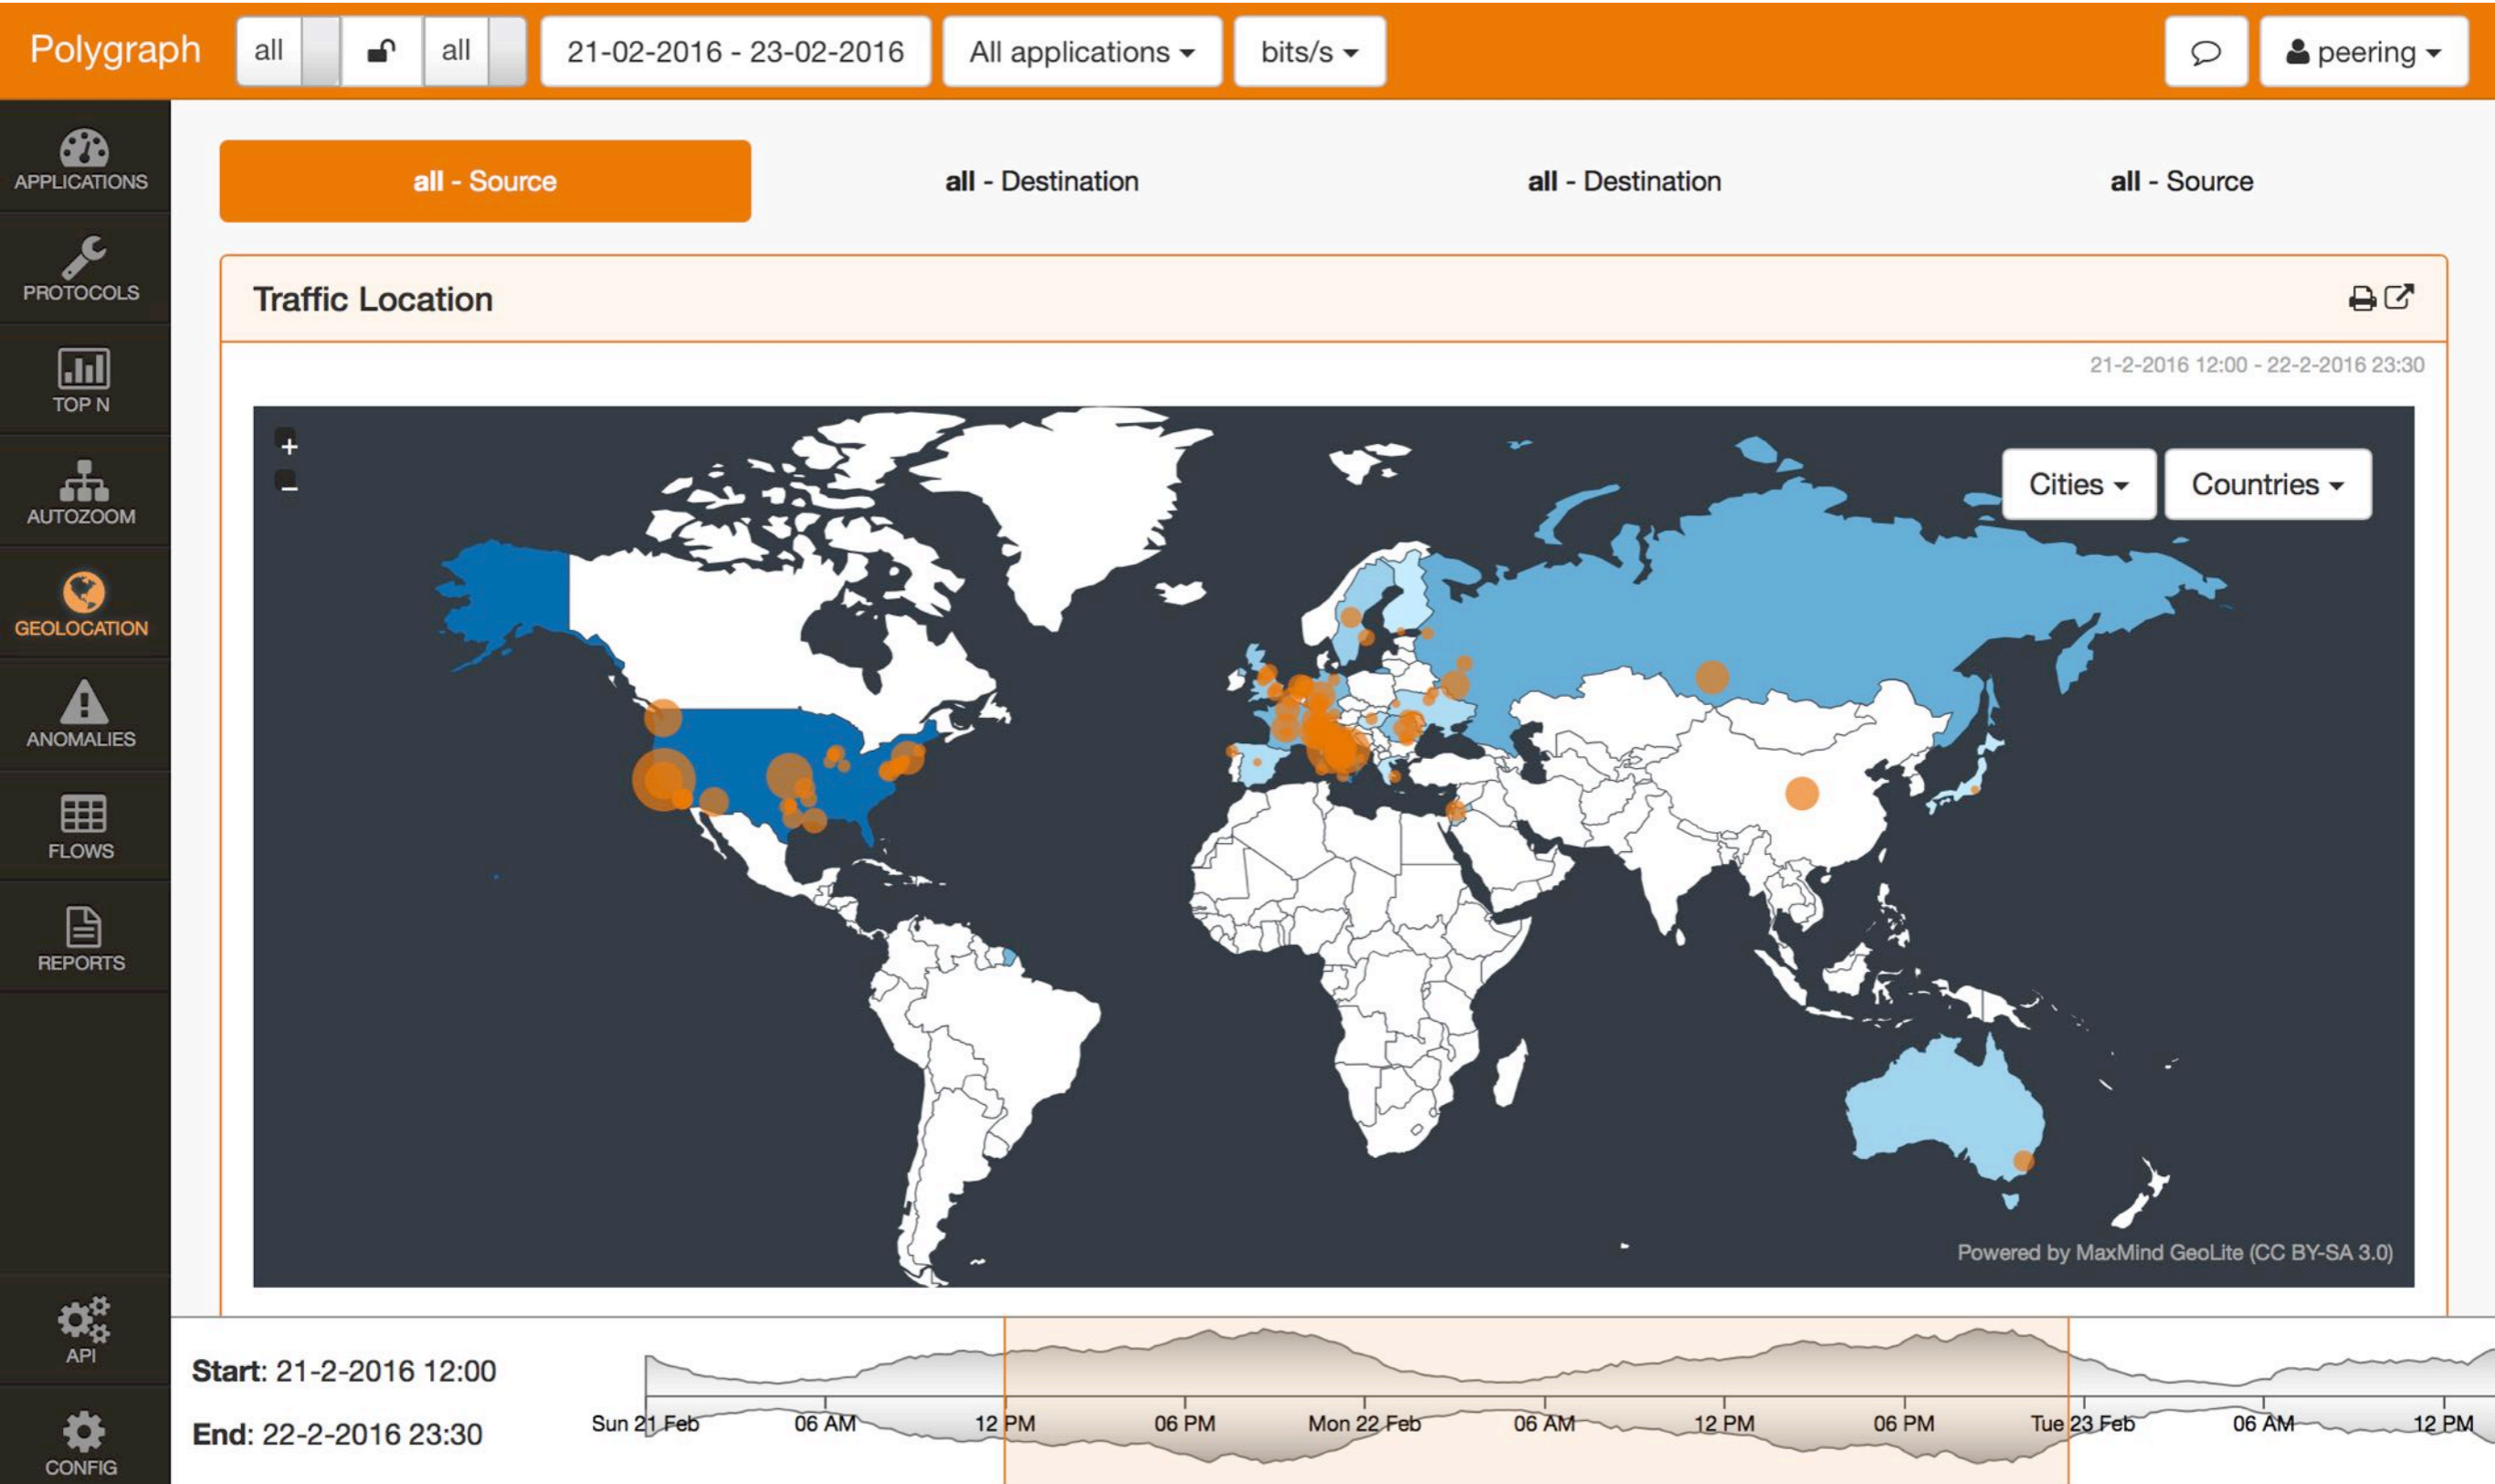 Polygraph all all 21-02-2016 - 23-02-2016 All applications bits/s peering
APPLICATIONS
PROTOCOLS
TOP N
AUTOZOOM
GEOLOCATION
ANOMALIES
FLOWS
REPORTS
API
CONFIG
all - Source all - Destination all - Destination all - Source
Traffic Location
21-2-2016 12:00 - 22-2-2016 23:30
+
−
Cities Countries
Powered by MaxMind GeoLite (CC BY-SA 3.0)
Start: 21-2-2016 12:00
End: 22-2-2016 23:30
Sun 21 Feb 06 AM 12 PM 06 PM Mon 22 Feb 06 AM 12 PM 06 PM Tue 23 Feb 06 AM 12 PM